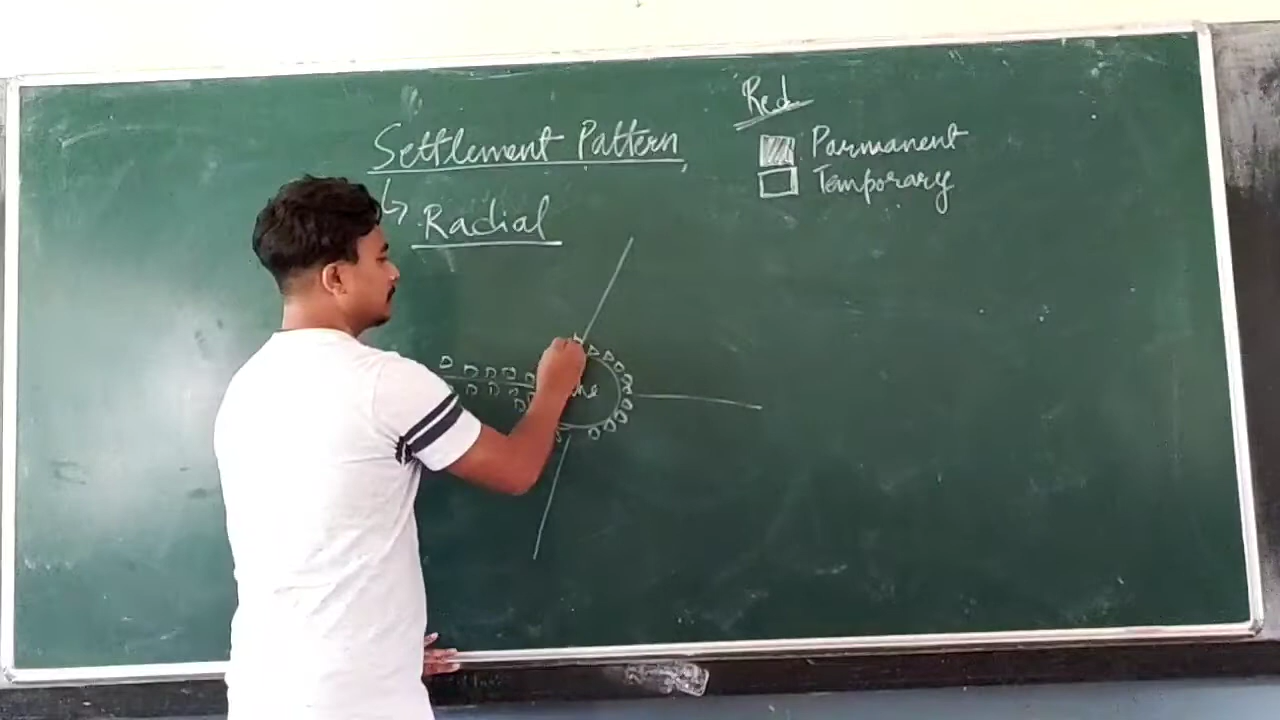 Settlement Pattern
Radial
Red
Parmanent
Temporary